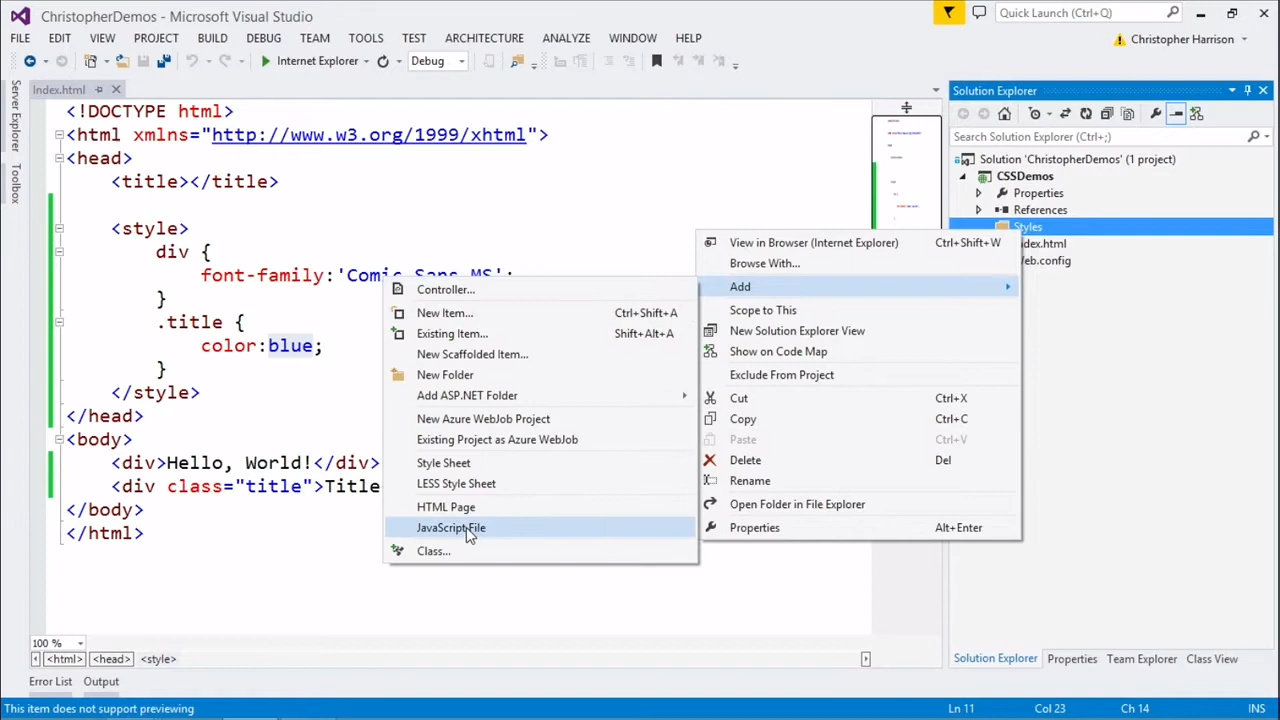 ChristopherDemos - Microsoft Visual Studio
Quick Launch (Ctrl+Q)
FILE EDIT VIEW PROJECT BUILD DEBUG TEAM TOOLS TEST ARCHITECTURE ANALYZE WINDOW HELP
Christopher Harrison
Internet Explorer Debug
Server Explorer
Toolbox
Index.html
<!DOCTYPE html>
<html xmlns="http://www.w3.org/1999/xhtml">
<head>
<title></title>
<style>
div {
font-family:'Comic Sans MS';
}
.title {
color:blue;
}
</style>
</head>
<body>
<div>Hello, World!</div>
<div class="title">Title
</body>
</html>
Controller...
New Item... Ctrl+Shift+A
Existing Item... Shift+Alt+A
New Scaffolded Item...
New Folder
Add ASP.NET Folder
New Azure WebJob Project
Existing Project as Azure WebJob
Style Sheet
LESS Style Sheet
HTML Page
JavaScript File
Class...
View in Browser (Internet Explorer) Ctrl+Shift+W
Browse With...
Add
Scope to This
New Solution Explorer View
Show on Code Map
Exclude From Project
Cut Ctrl+X
Copy Ctrl+C
Paste Ctrl+V
Delete Del
Rename
Open Folder in File Explorer
Properties Alt+Enter
Solution Explorer
Search Solution Explorer (Ctrl+;)
Solution 'ChristopherDemos' (1 project)
CSSDemos
Properties
References
Styles
ndex.html
Web.config
100 %
<html> <head> <style>
Solution Explorer Properties Team Explorer Class View
Error List Output
This item does not support previewing
Ln 11 Col 23 Ch 14 INS